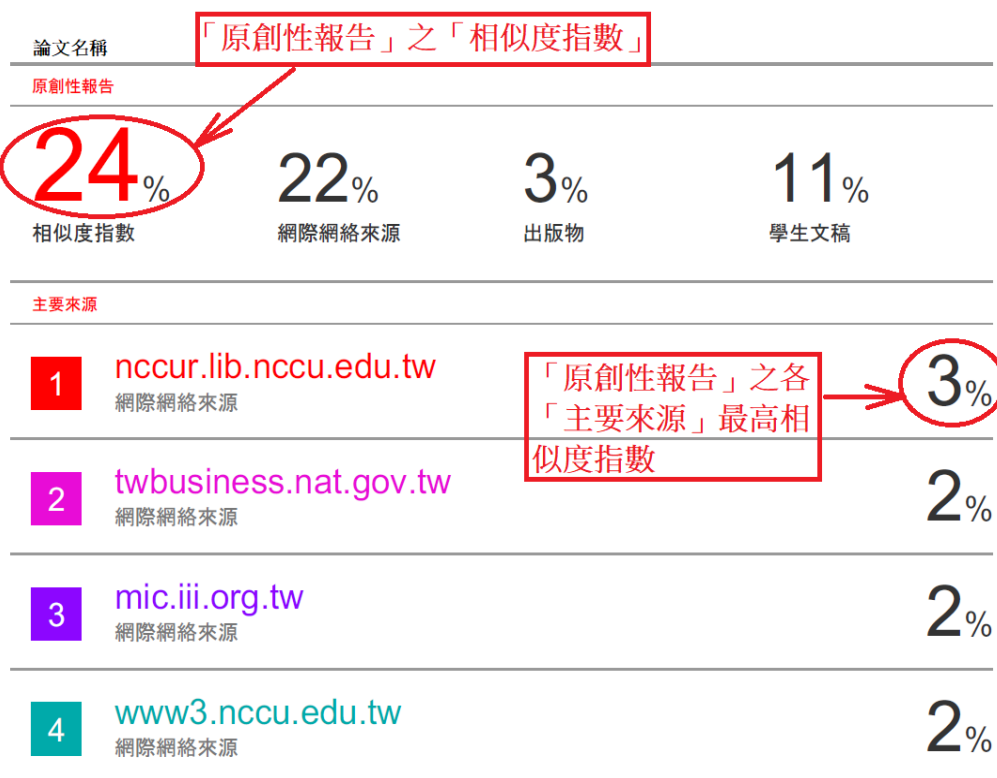 論文名稱
「原創性報告」之「相似度指數」
原創性報告
24%
相似度指數
22%
網際網絡來源
3%
出版物
11%
學生文稿
主要來源
1
nccur.lib.nccu.edu.tw
網際網絡來源
3%
「原創性報告」之各
「主要來源」最高相
似度指數
2
twbusiness.nat.gov.tw
網際網絡來源
2%
3
mic.iii.org.tw
網際網絡來源
2%
4
www3.nccu.edu.tw
網際網絡來源
2%